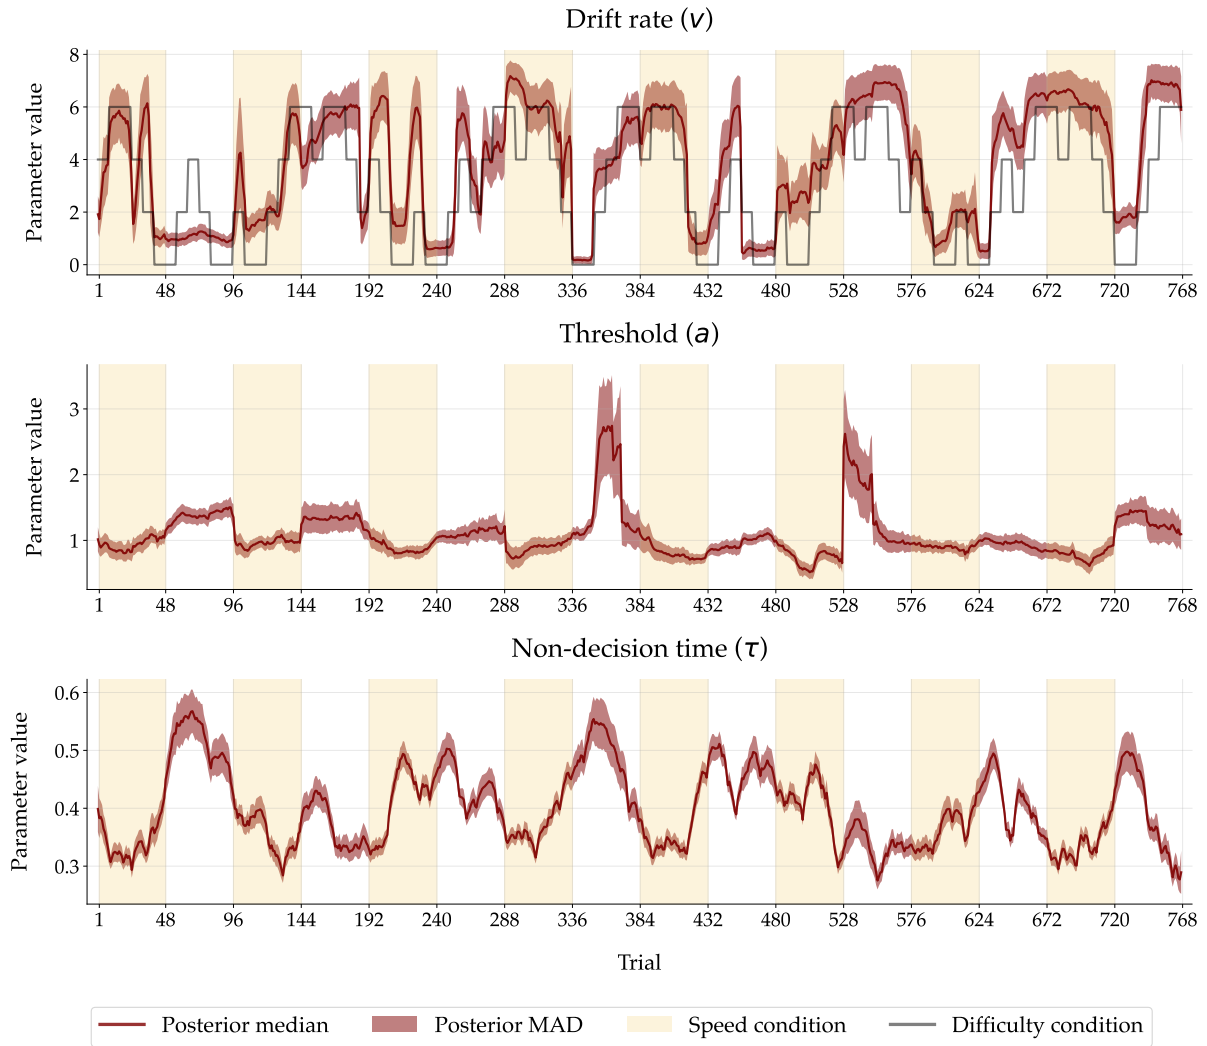 Drift rate (v)
Parameter value
8
6
4
2
0
1 48 96 144 192 240 288 336 384 432 480 528 576 624 672 720 768
Threshold (a)
Parameter value
3
2
1
1 48 96 144 192 240 288 336 384 432 480 528 576 624 672 720 768
Non-decision time (τ)
Parameter value
0.6
0.5
0.4
0.3
1 48 96 144 192 240 288 336 384 432 480 528 576 624 672 720 768
Trial
Posterior median Posterior MAD Speed condition Difficulty condition